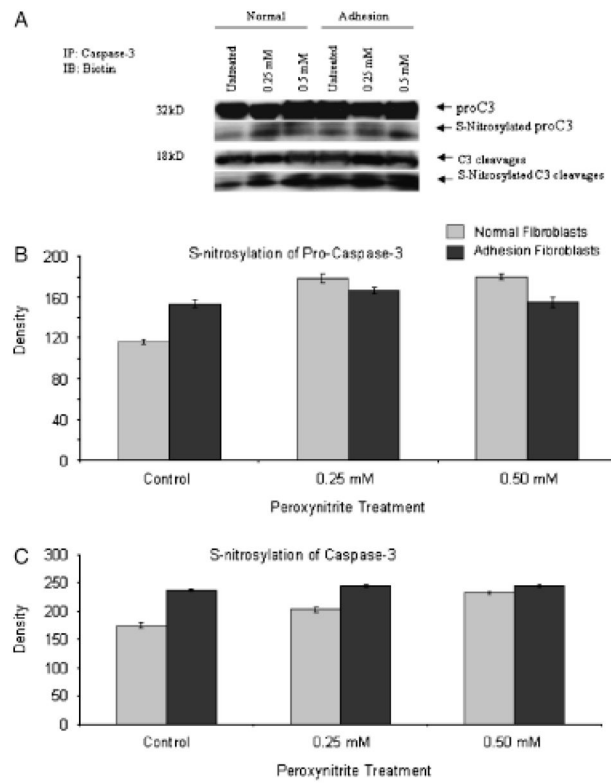 A
Normal Adhesion
IP: Caspase-3
IB: Biotin
Untreated 0.25 mM 0.5 mM Untreated 0.25 mM 0.5 mM
32kD proC3
S-Nitrosylated proC3
18kD C3 cleavages
S-Nitrosylated C3 cleavages
B
S-nitrosylation of Pro-Caspase-3
Normal Fibroblasts
Adhesion Fibroblasts
Density
200
160
120
80
40
0
Control 0.25 mM 0.50 mM
Peroxynitrite Treatment
C
S-nitrosylation of Caspase-3
Density
300
250
200
150
100
50
0
Control 0.25 mM 0.50 mM
Peroxynitrite Treatment